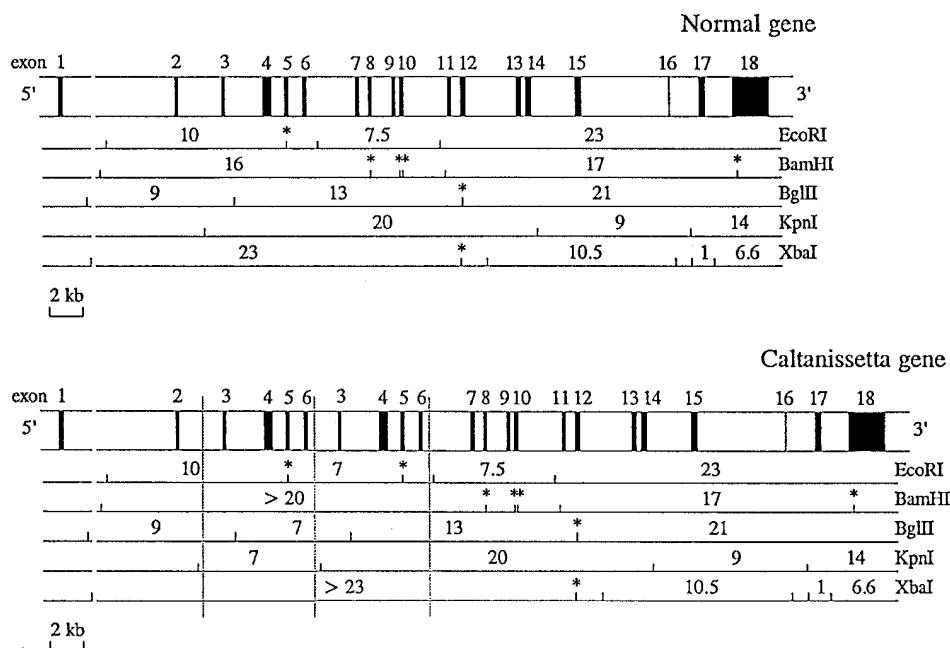 Normal gene
exon 1 2 3 4 5 6 7 8 9 10 11 12 13 14 15 16 17 18
5' 3'
10 * 7.5 23 EcoRI
16 * ** 17 * BamHI
9 13 * 21 BglII
20 9 14 KpnI
23 * 10.5 1 6.6 XbaI
2 kb
Caltanissetta gene
exon 1 2 3 4 5 6 3 4 5 6 7 8 9 10 11 12 13 14 15 16 17 18
5' 3'
10 * 7 * 7.5 23 EcoRI
> 20 * ** 17 * BamHI
9 7 13 * 21 BglII
7 20 9 14 KpnI
> 23 * 10.5 1 6.6 XbaI
2 kb